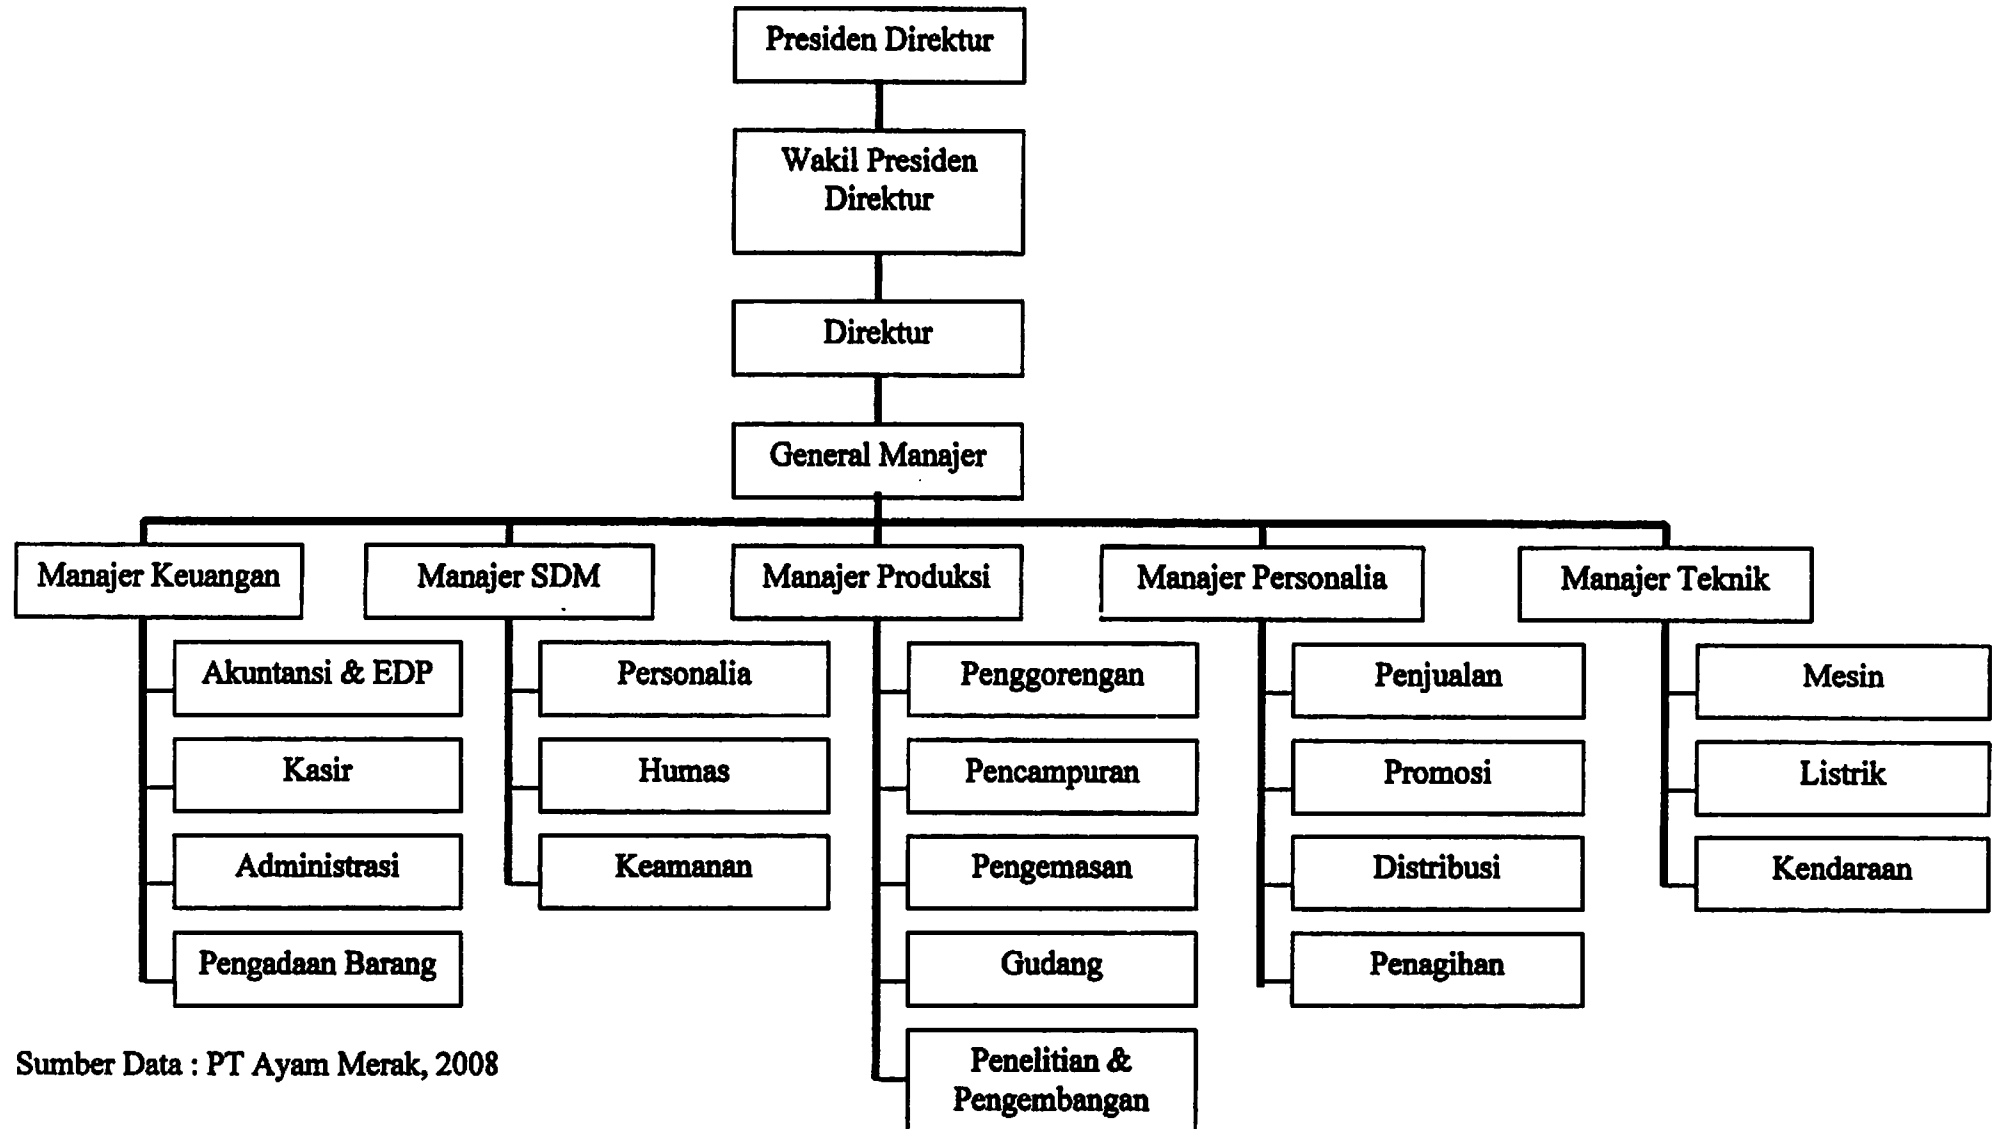 Presiden Direktur
Wakil Presiden
Direktur
Direktur
General Manajer
Manajer Keuangan
Manajer SDM
Manajer Produksi
Manajer Personalia
Manajer Teknik
Akuntansi & EDP
Kasir
Administrasi
Pengadaan Barang
Personalia
Humas
Keamanan
Penggorengan
Pencampuran
Pengemasan
Gudang
Penelitian &
Pengembangan
Penjualan
Promosi
Distribusi
Penagihan
Mesin
Listrik
Kendaraan
Sumber Data : PT Ayam Merak, 2008